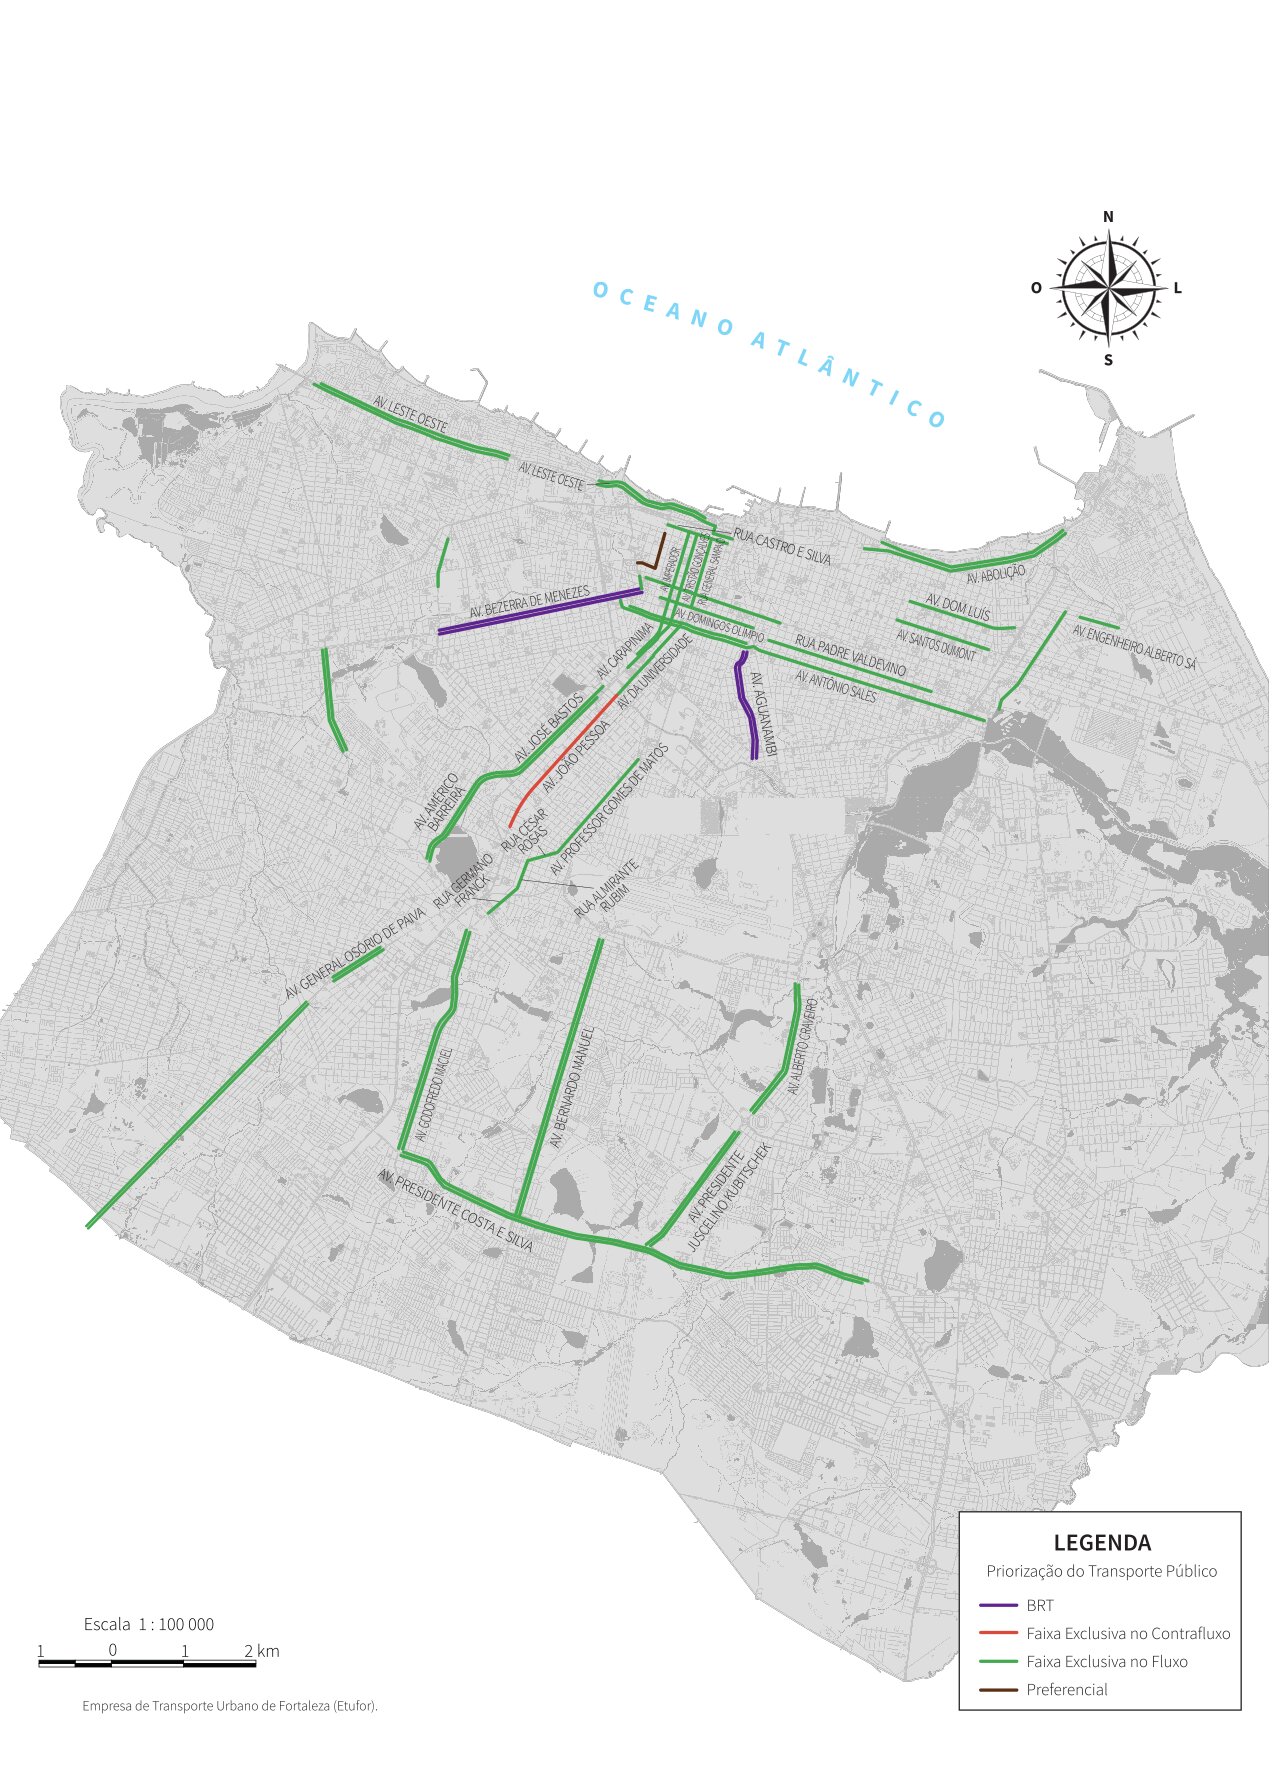 N
O
L
S
OCEANO ATLÂNTICO
AV. LESTE OESTE
AV. LESTE OESTE
RUA CASTRO E SILVA
AV. ABOLIÇÃO
AV. BEZERRA DE MENEZES
AV. IMPERADOR
AV. TRISTÃO GONÇALVES
RUA GENERAL SAMPAIO
AV. DOM LUÍS
AV. SANTOS DUMONT
AV. ENGENHEIRO ALBERTO SÁ
AV. DOMINGOS OLÍMPIO
RUA PADRE VALDEVINO
AV. ANTÔNIO SALES
AV. CARAPINIMA
AV. DA UNIVERSIDADE
AV. AGUANAMBI
AV. JOSÉ BASTOS
AV. JOÃO PESSOA
AV. AMÉRICO
BARREIRA
RUA CÉSAR
ROSAS
AV. PROFESSOR GOMES DE MATOS
RUA GERMANO
FRANCK
RUA ALMIRANTE
RUBIM
AV. GENERAL OSÓRIO DE PAIVA
AV. GODOFREDO MACIEL
AV. BERNARDO MANUEL
AV. ALBERTO CRAVEIRO
AV. PRESIDENTE
JUSCELINO KUBITSCHEK
AV. PRESIDENTE COSTA E SILVA
LEGENDA
Priorização do Transporte Público
BRT
Faixa Exclusiva no Contrafluxo
Faixa Exclusiva no Fluxo
Preferencial
Escala 1 : 100 000
1 0 1 2 km
Empresa de Transporte Urbano de Fortaleza (Etufor).